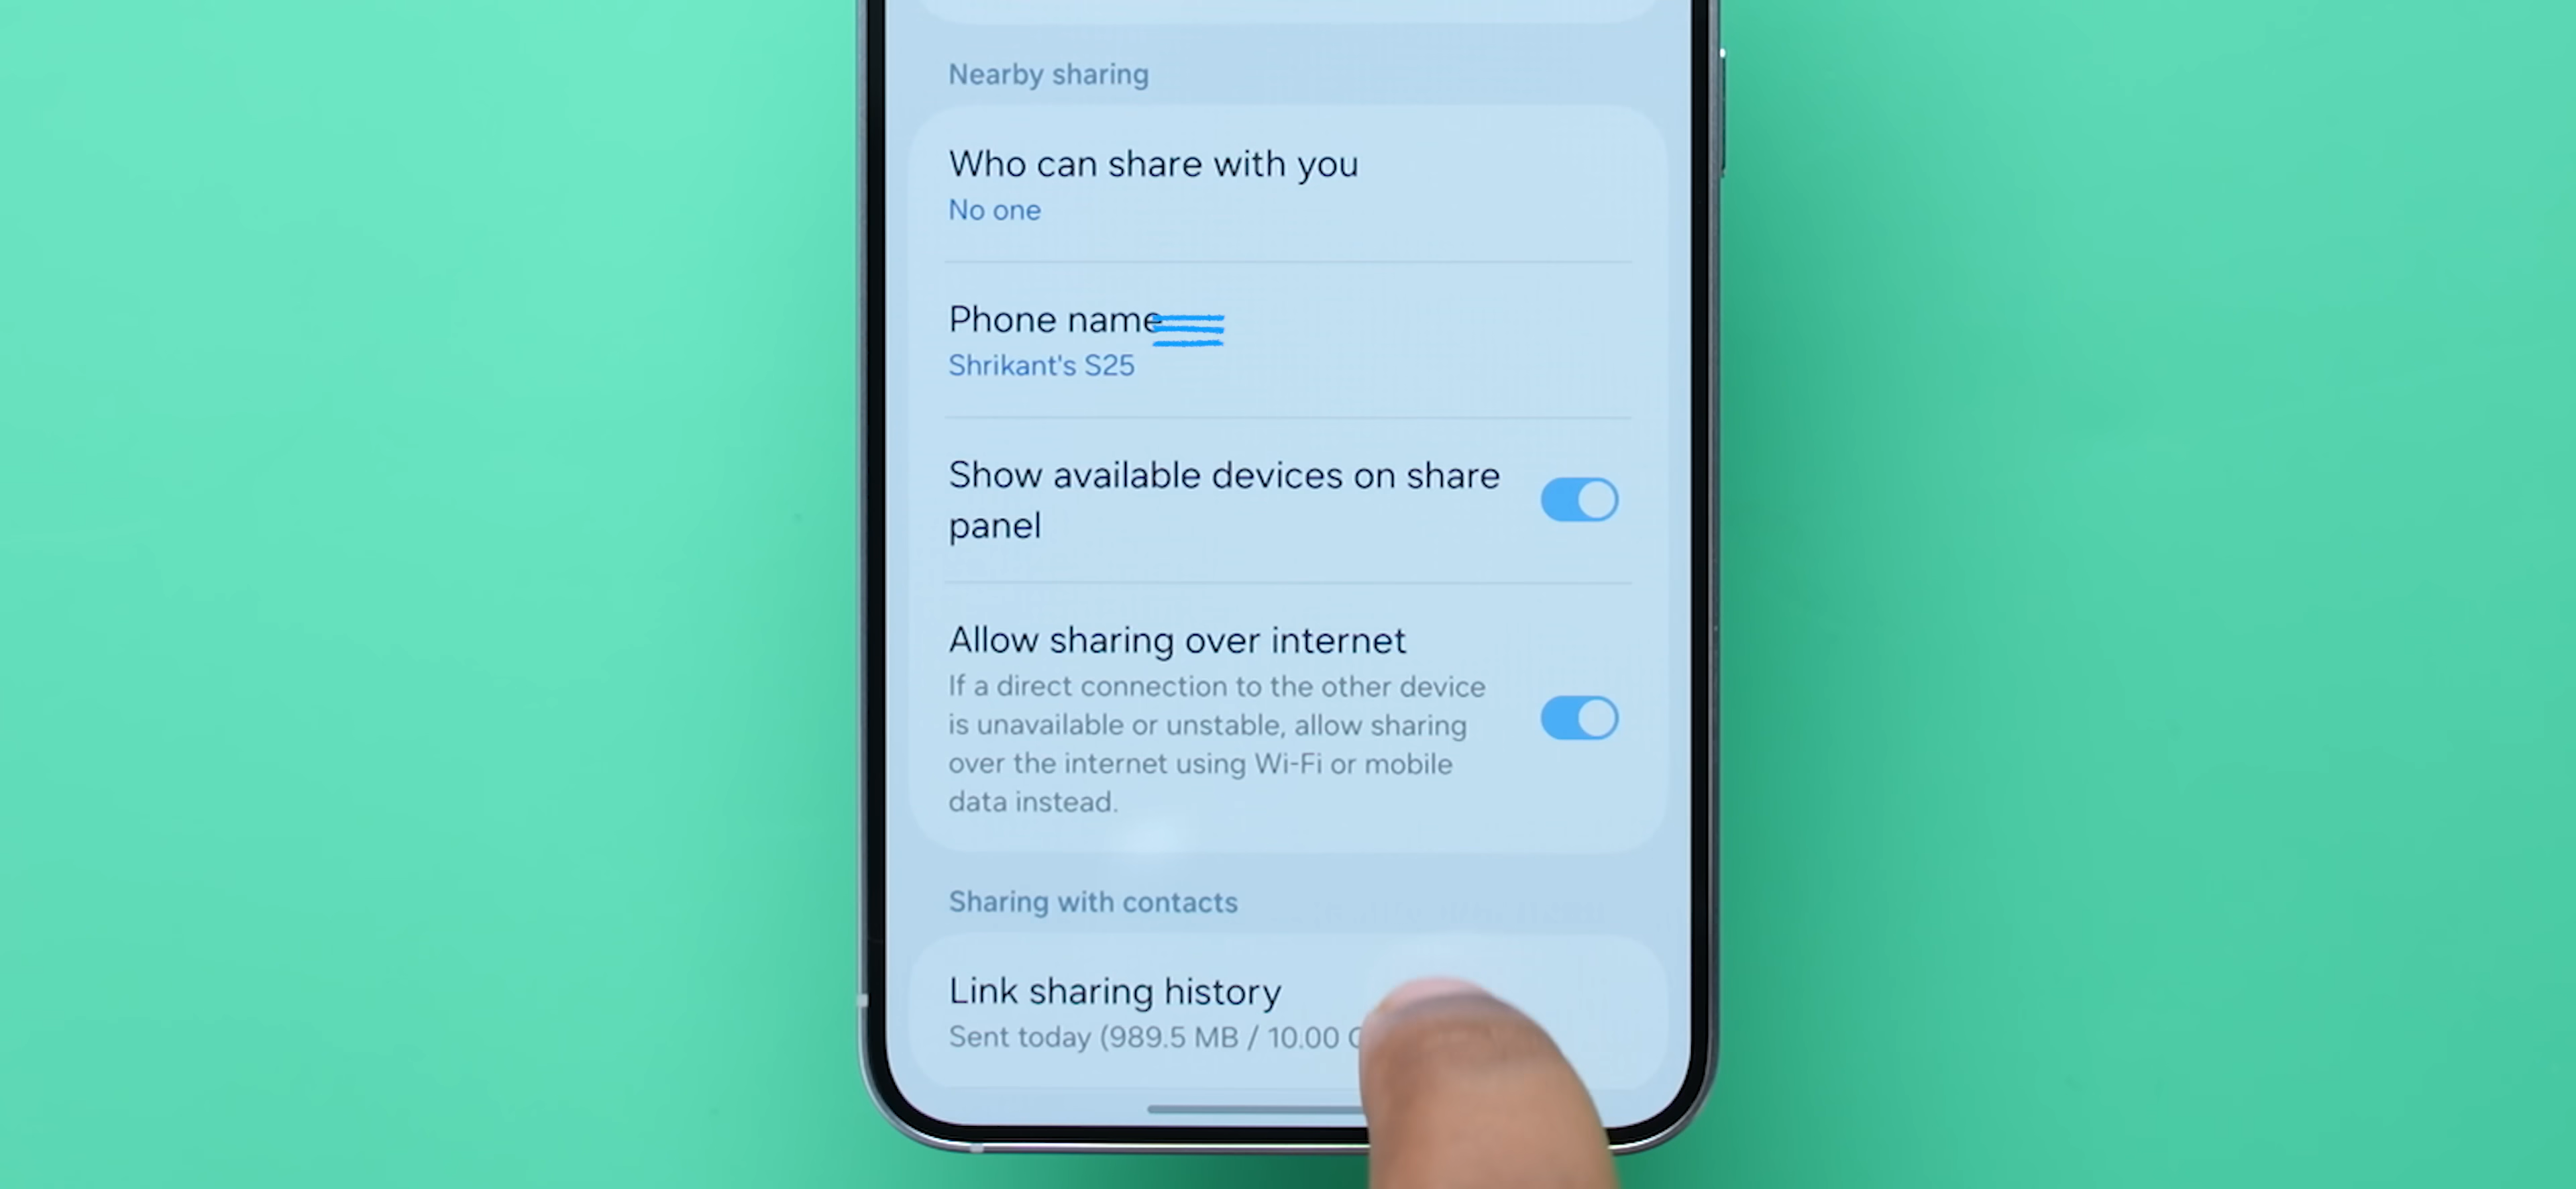 Nearby sharing
Who can share with you
No one
Phone name
Shrikant's S25
Show available devices on share
panel
Allow sharing over internet
If a direct connection to the other device
is unavailable or unstable, allow sharing
over the internet using Wi-Fi or mobile
data instead.
Sharing with contacts
Link sharing history
Sent today (989.5 MB / 10.00